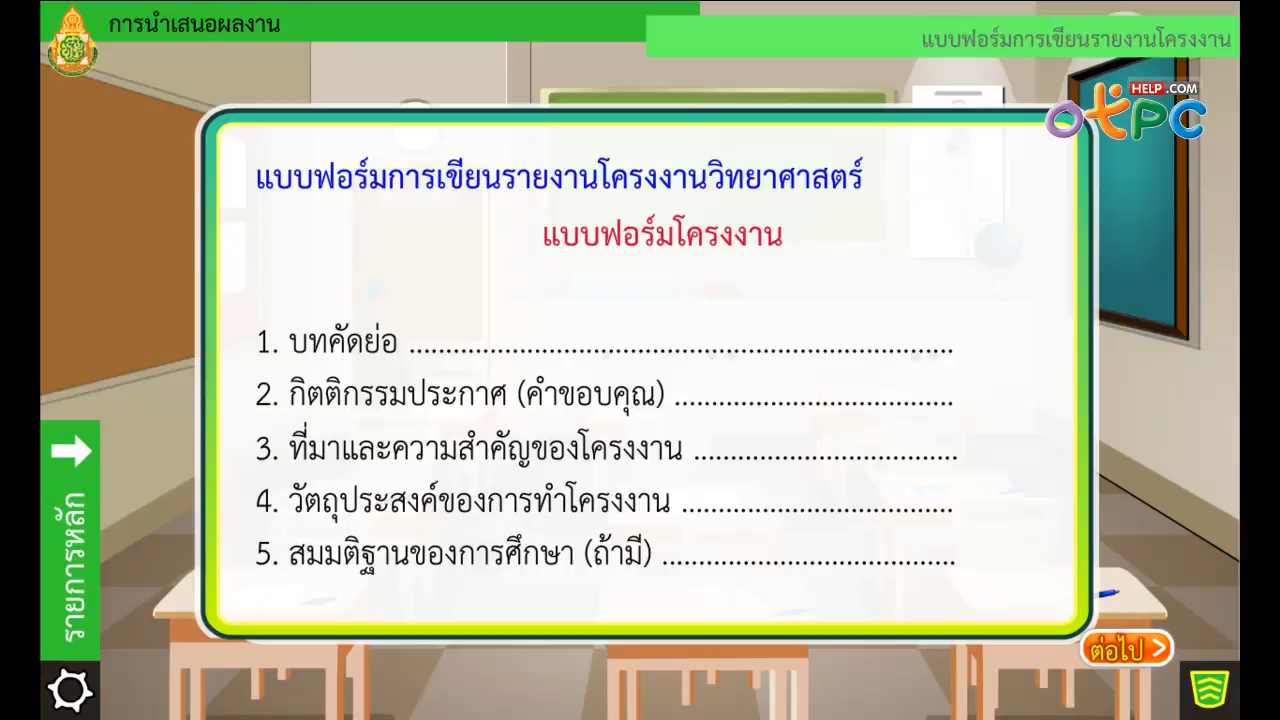 การนำเสนอผลงาน
แบบฟอร์มการเขียนรายงานโครงงาน
HELP.COM
OTPC
แบบฟอร์มการเขียนรายงานโครงงานวิทยาศาสตร์
แบบฟอร์มโครงงาน
1. บทคัดย่อ ..........................................................................
2. กิตติกรรมประกาศ (คำขอบคุณ) ......................................
3. ที่มาและความสำคัญของโครงงาน ....................................
4. วัตถุประสงค์ของการทำโครงงาน .....................................
5. สมมติฐานของการศึกษา (ถ้ามี) ........................................
รายการหลัก
ต่อไป